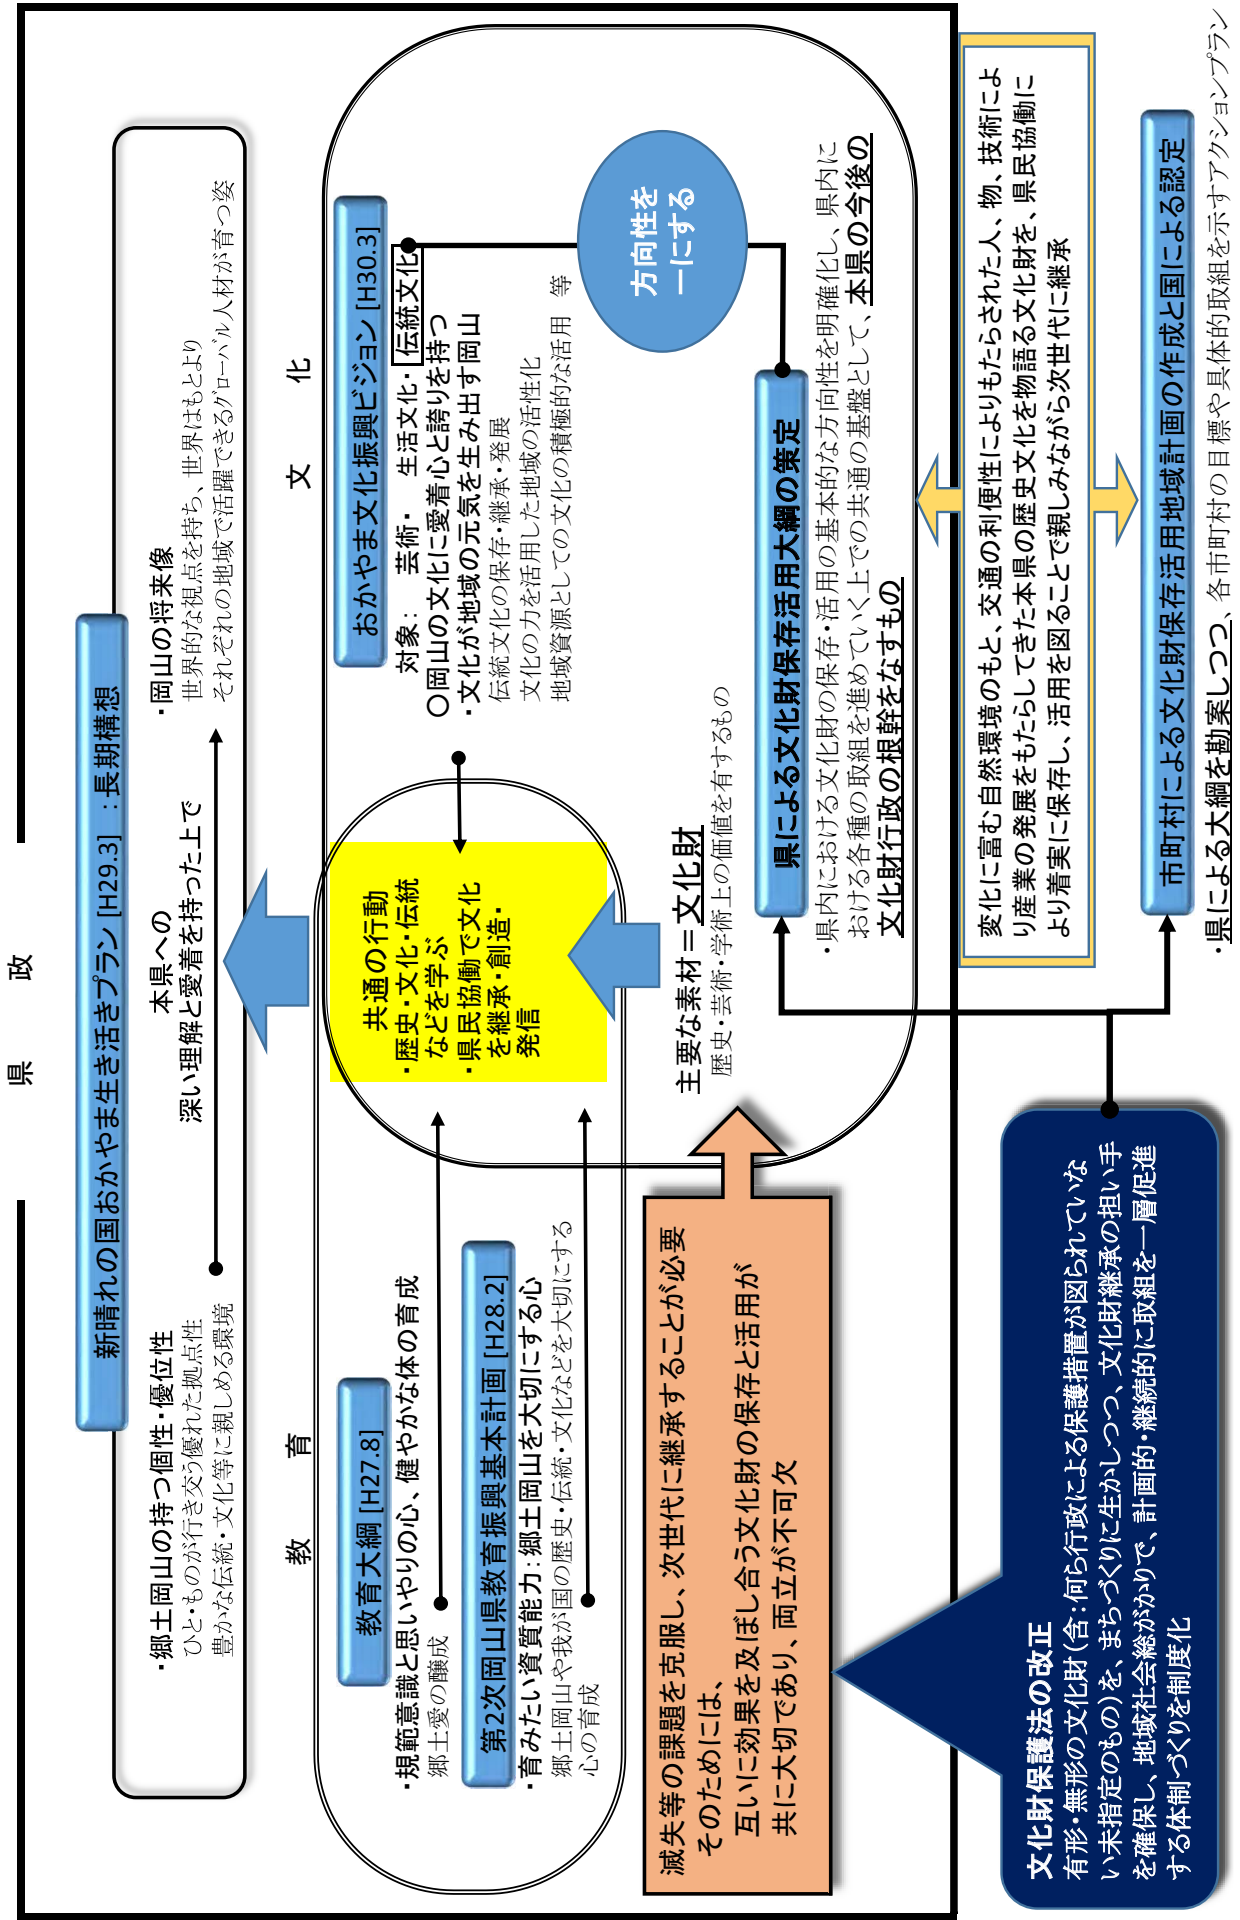 県　政
新晴れの国おかやま生き活きプラン [H29.3]　：長期構想
・郷土岡山の持つ個性・優位性
ひと・ものが行き交う優れた拠点性
豊かな伝統・文化等に親しめる環境
本県への
深い理解と愛着を持った上で
・岡山の将来像
世界的な視点を持ち、世界はもとより
それぞれの地域で活躍できるグローバル人材が育つ姿
教　育
教育大綱 [H27.8]
・規範意識と思いやりの心、健やかな体の育成
郷土愛の醸成
第2次岡山県教育振興基本計画 [H28.2]
・育みたい資質能力：郷土岡山を大切にする心
郷土岡山や我が国の歴史・伝統・文化などを大切にする
心の育成
共通の行動
・歴史・文化・伝統
などを学ぶ
・県民協働で文化
を継承・創造・
発信
文　化
おかやま文化振興ビジョン [H30.3]
対象：　芸術・　生活文化・伝統文化
〇岡山の文化に愛着心と誇りを持つ
・文化が地域の元気を生み出す岡山
伝統文化の保存・継承・発展
文化の力を活用した地域の活性化
地域資源としての文化の積極的な活用　等
方向性を
一にする
主要な素材＝文化財
歴史・芸術・学術上の価値を有するもの
県による文化財保存活用大綱の策定
・県内における文化財の保存・活用の基本的な方向性を明確化し、県内に
おける各種の取組を進めていく上での共通の基盤として、本県の今後の
文化財行政の根幹をなすもの
滅失等の課題を克服し、次世代に継承することが必要
そのためには、
互いに効果を及ぼし合う文化財の保存と活用が
共に大切であり、両立が不可欠
変化に富む自然環境のもと、交通の利便性によりもたらされた人、物、技術によ
り産業の発展をもたらしてきた本県の歴史文化を物語る文化財を、県民協働に
より着実に保存し、活用を図ることで親しみながら次世代に継承
文化財保護法の改正
有形・無形の文化財（含：何ら行政による保護措置が図られていな
い未指定のもの）を、まちづくりに生かしつつ、文化財継承の担い手
を確保し、地域社会総がかりで、計画的・継続的に取組を一層促進
する体制づくりを制度化
市町村による文化財保存活用地域計画の作成と国による認定
・県による大綱を勘案しつつ、各市町村の目標や具体的取組を示すアクションプラン